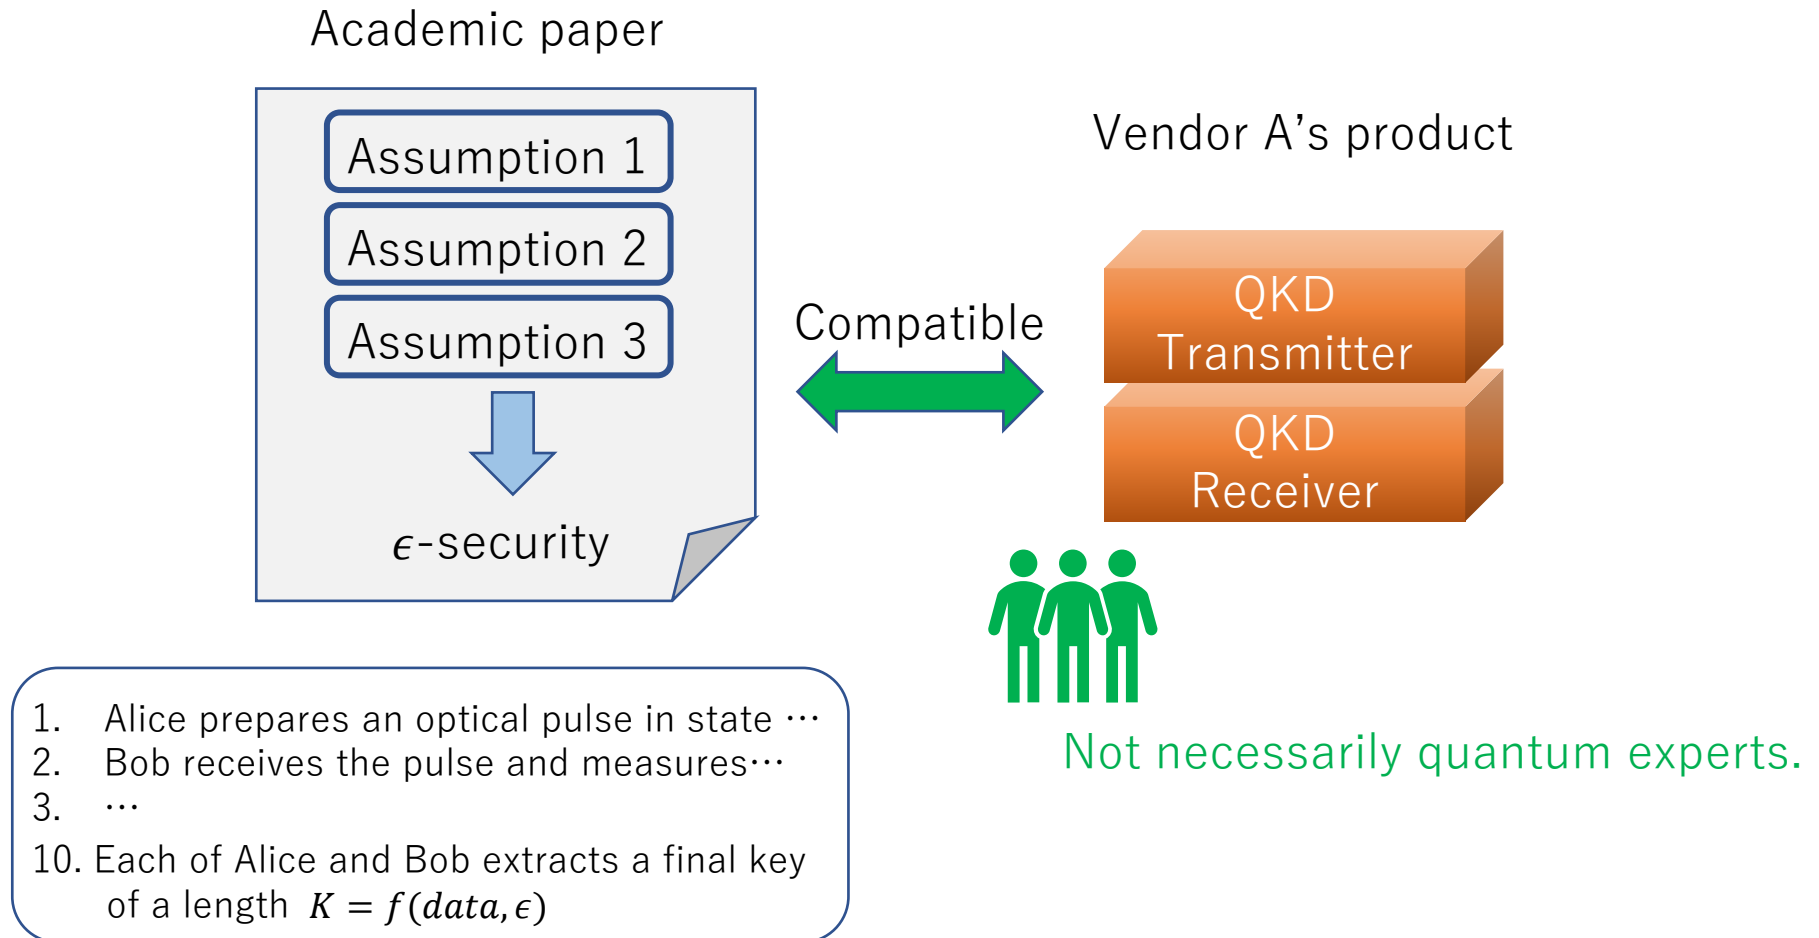 Academic paper
Assumption 1
Assumption 2
Assumption 3
ϵ-security
Compatible
Vendor A’s product
QKD
Transmitter
QKD
Receiver
Not necessarily quantum experts.
1. Alice prepares an optical pulse in state ⋯
2. Bob receives the pulse and measures⋯
3. ⋯
10. Each of Alice and Bob extracts a final key
of a length K = f(data, ϵ)